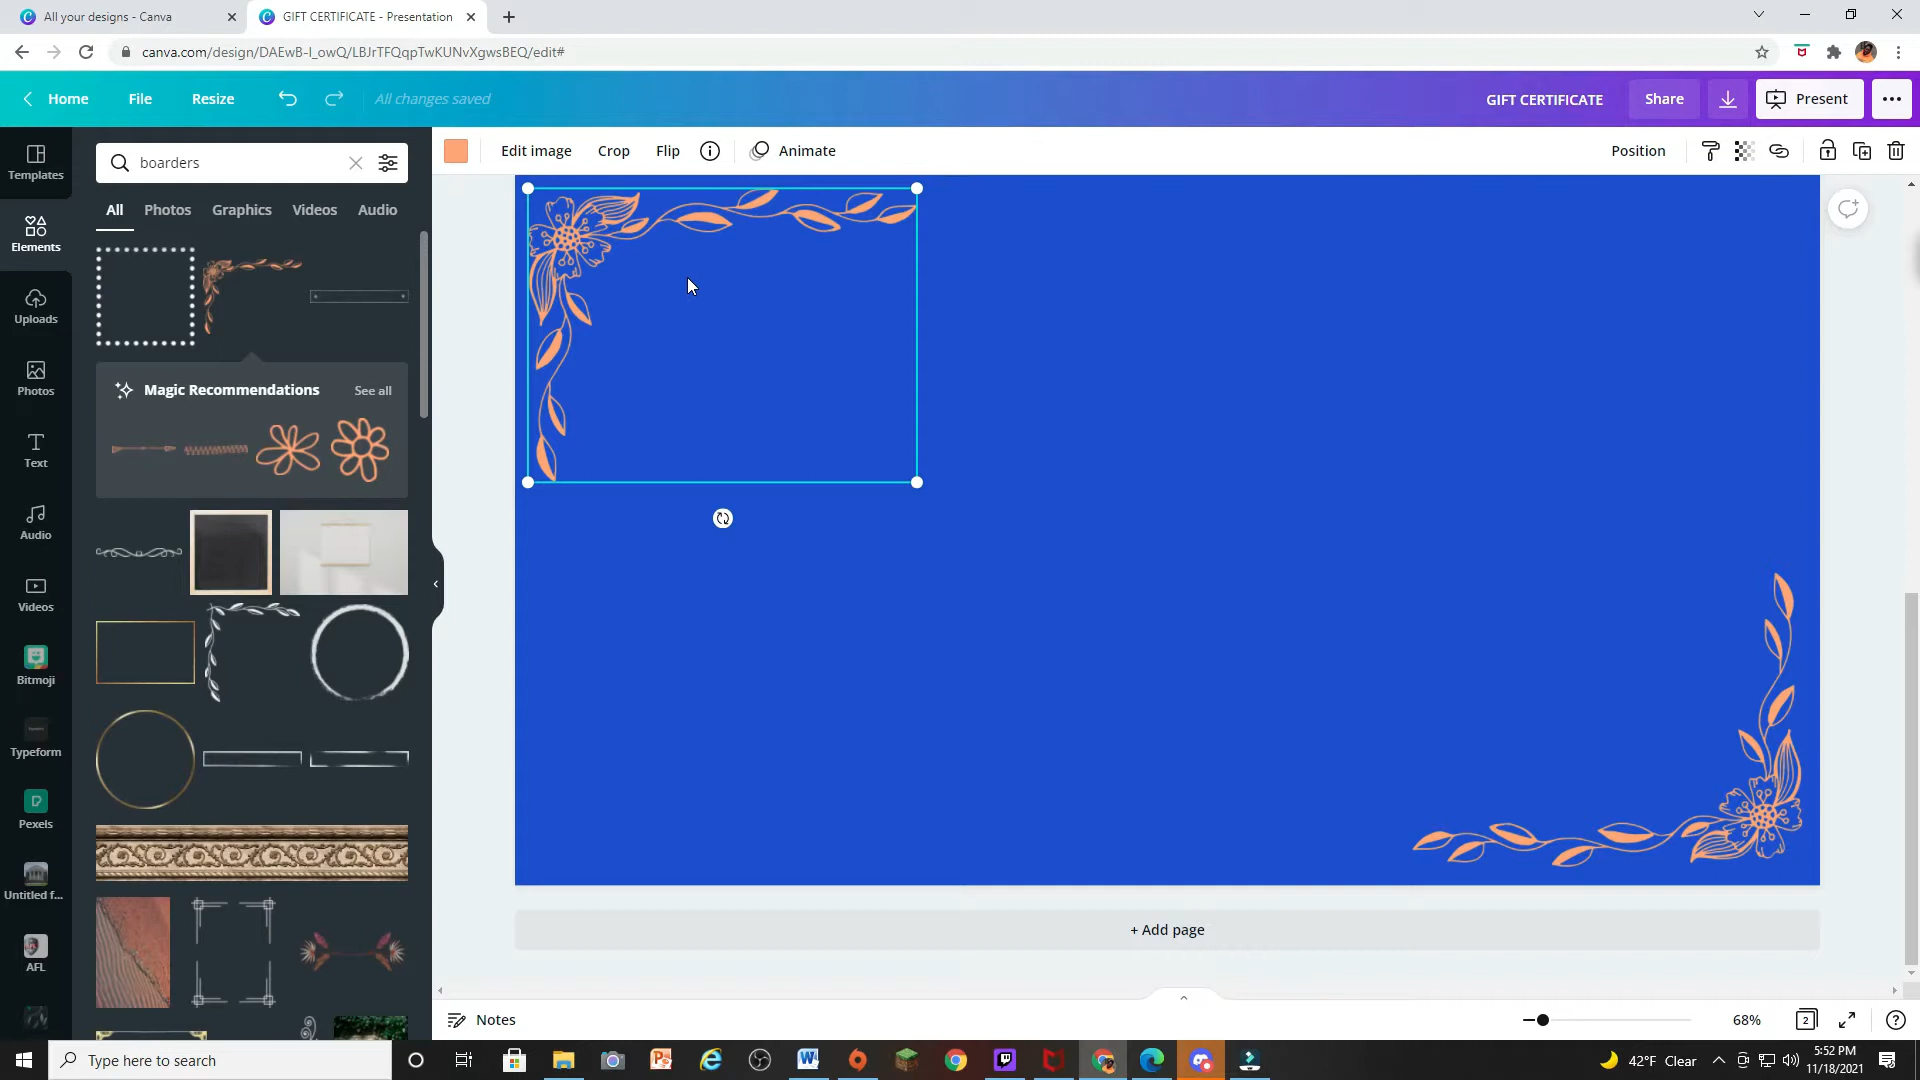 All your designs - Canva
GIFT CERTIFICATE - Presentation
canva.com/design/DAEwB-l_owQ/LBJrTFQqpTwKUNvXgwsBEQ/edit#
Home
File
Resize
All changes saved
GIFT CERTIFICATE
Share
Present
Templates
boarders
Edit image
Crop
Flip
Animate
Position
All
Photos
Graphics
Videos
Audio
Elements
Uploads
Magic Recommendations
See all
Photos
Text
Audio
Videos
Bitmoji
Typeform
Pexels
Untitled f...
AFL
+ Add page
Notes
68%
2
Type here to search
42°F Clear
5:52 PM
11/18/2021